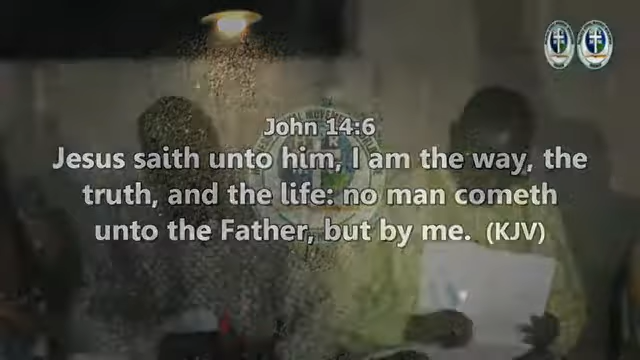 John 14:6
Jesus saith unto him, I am the way, the
truth, and the life: no man cometh
unto the Father, but by me. (KJV)